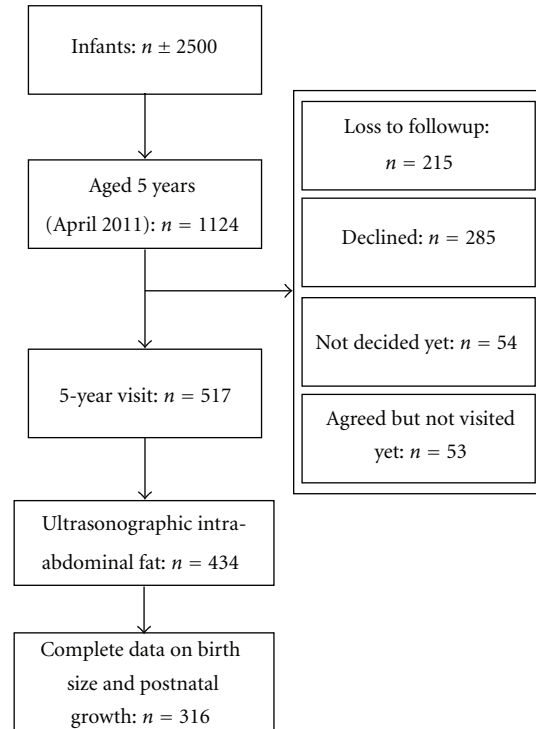 Infants: n ± 2500
Aged 5 years
(April 2011): n = 1124
Loss to followup:
n = 215
Declined: n = 285
Not decided yet: n = 54
Agreed but not visited
yet: n = 53
5-year visit: n = 517
Ultrasonographic intra-
abdominal fat: n = 434
Complete data on birth
size and postnatal
growth: n = 316